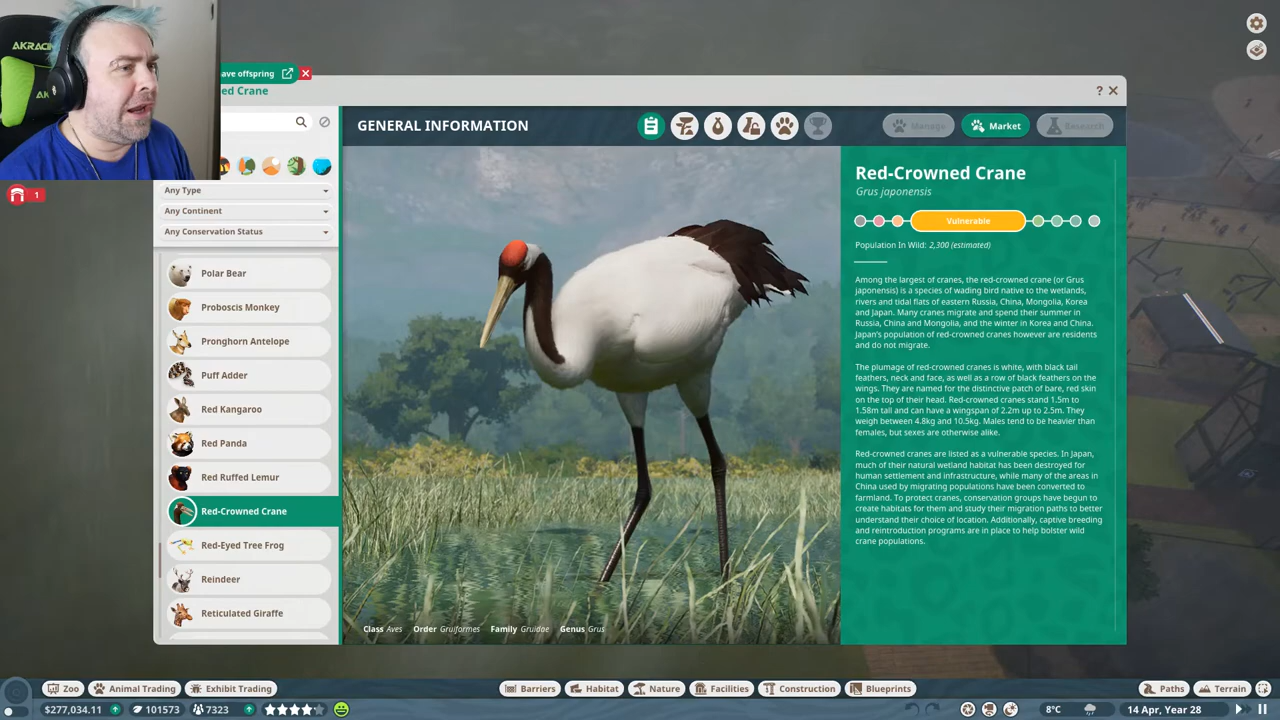 AKRACING
AK
ave offspring
ed Crane
? ×
GENERAL INFORMATION
Manage
Market
Research
1
Any Type
Any Continent
Any Conservation Status
Polar Bear
Proboscis Monkey
Pronghorn Antelope
Puff Adder
Red Kangaroo
Red Panda
Red Ruffed Lemur
Red-Crowned Crane
Red-Eyed Tree Frog
Reindeer
Reticulated Giraffe
Class Aves Order Gruiformes Family Gruidae Genus Grus
Red-Crowned Crane
Grus japonensis
Vulnerable
Population In Wild: 2,300 (estimated)
Among the largest of cranes, the red-crowned crane (or Grus
japonensis) is a species of wading bird native to the wetlands,
rivers and tidal flats of eastern Russia, China, Mongolia, Korea
and Japan. Many cranes migrate and spend their summer in
Russia, China and Mongolia, and the winter in Korea and China.
Japan's population of red-crowned cranes however are residents
and do not migrate.
The plumage of red-crowned cranes is white, with black tail
feathers, neck and face, as well as a row of black feathers on the
wings. They are named for the distinctive patch of bare, red skin
on the top of their head. Red-crowned cranes stand 1.5m to
1.58m tall and can have a wingspan of 2.2m up to 2.5m. They
weigh between 4.8kg and 10.5kg. Males tend to be heavier than
females, but sexes are otherwise alike.
Red-crowned cranes are listed as a vulnerable species. In Japan,
much of their natural wetland habitat has been destroyed for
human settlement and infrastructure, while many of the areas in
China used by migrating populations have been converted to
farmland. To protect cranes, conservation groups have begun to
create habitats for them and study their migration paths to better
understand their choice of location. Additionally, captive breeding
and reintroduction programs are in place to help bolster wild
crane populations.
Zoo Animal Trading Exhibit Trading Barriers Habitat Nature Facilities Construction Blueprints Paths Terrain
$277,034.11 101573 7323 8°C 14 Apr, Year 28